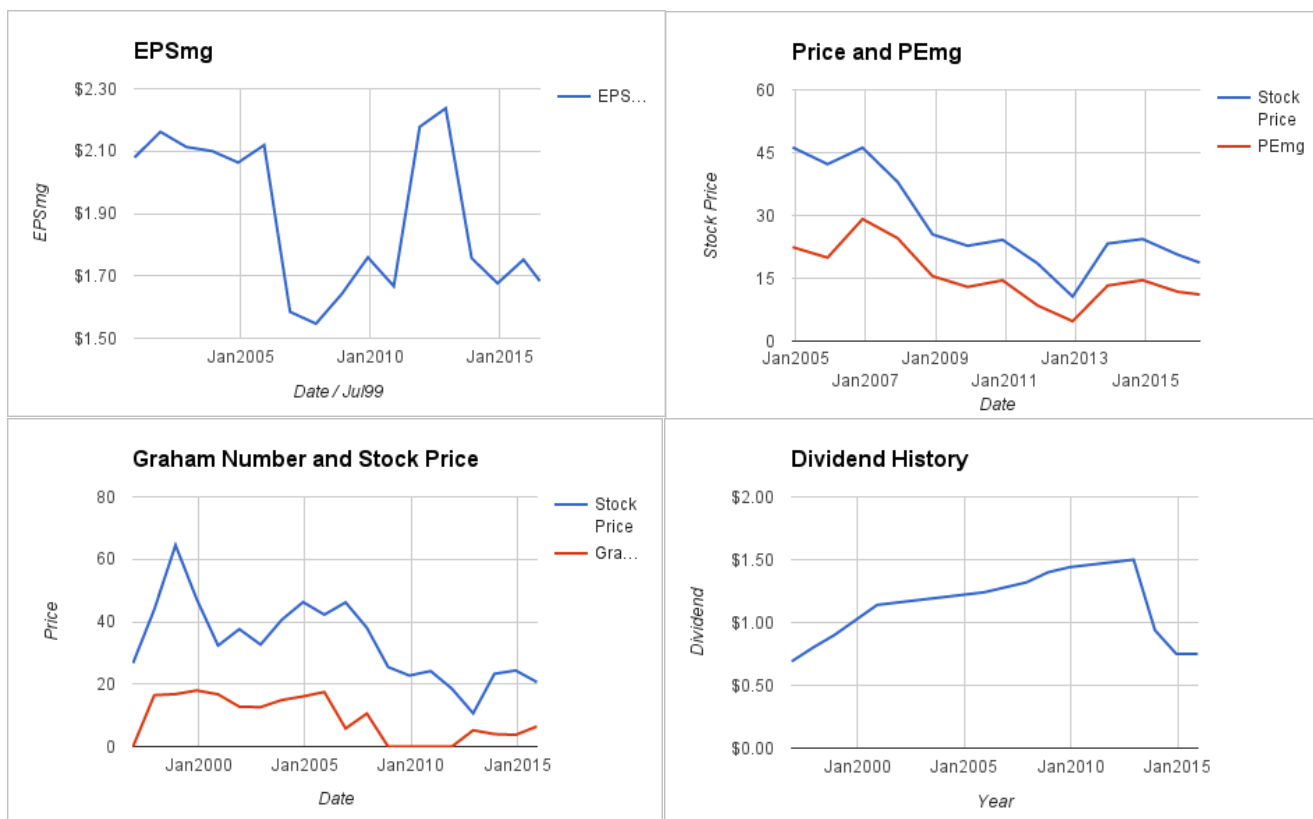 EPSmg
$2.30
$2.10
$1.90
$1.70
$1.50
EPSmg
Jan2005
Jan2010
Jan2015
Date / Jul99
EPS...
Price and PEmg
60
45
30
15
0
Stock Price
Jan2005
Jan2007
Jan2009
Jan2011
Jan2013
Jan2015
Date
Stock
Price
PEmg
Graham Number and Stock Price
80
60
40
20
0
Price
Jan2000
Jan2005
Jan2010
Jan2015
Date
Stock
Price
Gra...
Dividend History
$2.00
$1.50
$1.00
$0.50
$0.00
Dividend
Jan2000
Jan2005
Jan2010
Jan2015
Year